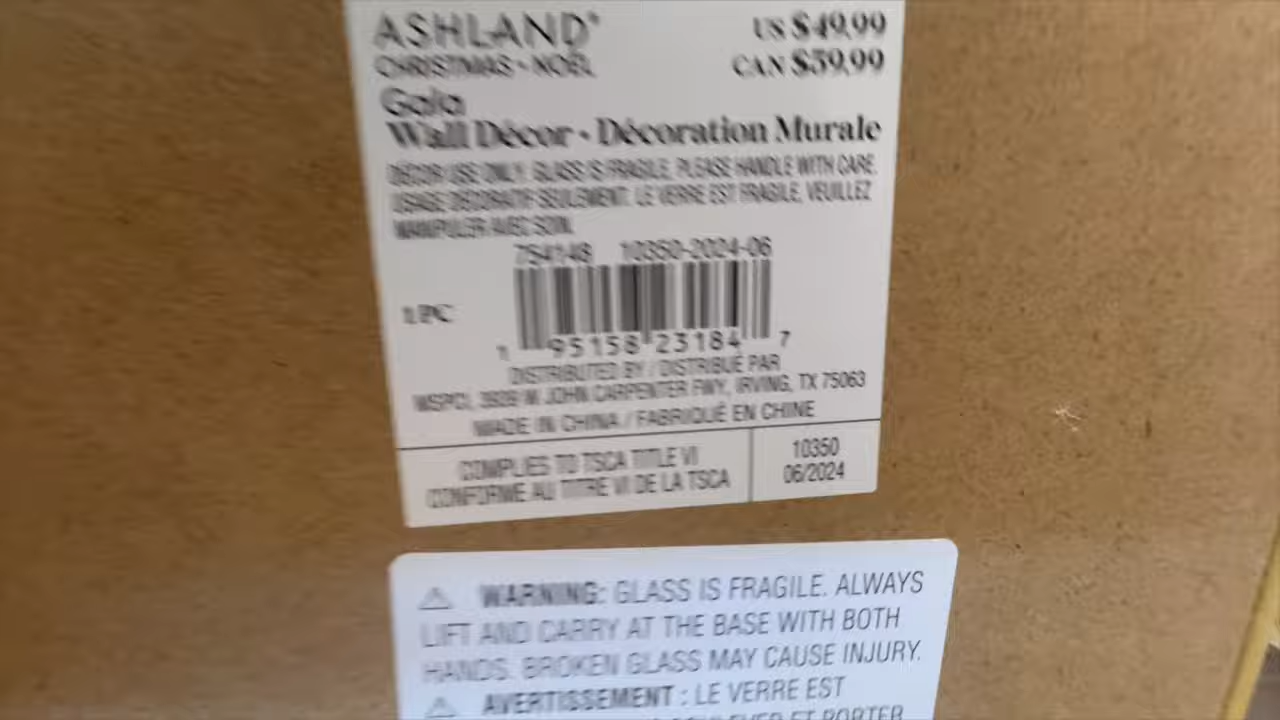 ASHLAND®
US $49.99
CHRISTMAS • NOËL
CAN $59.99
Gala
Wall Décor • Décoration Murale
DÉCOR USE ONLY. GLASS IS FRAGILE, PLEASE HANDLE WITH CARE.
USAGE DÉCORATIF SEULEMENT. LE VERRE EST FRAGILE, VEUILLEZ
MANIPULER AVEC SOIN.
754148 10350-2024-06
1 PC
1 95158 23184 7
DISTRIBUTED BY / DISTRIBUÉ PAR
MSPCI, 3939 W. JOHN CARPENTER FWY, IRVING, TX 75063
MADE IN CHINA / FABRIQUÉ EN CHINE
COMPLIES TO TSCA TITLE VI
CONFORME AU TITRE VI DE LA TSCA
10350
06/2024
⚠ WARNING: GLASS IS FRAGILE. ALWAYS
LIFT AND CARRY AT THE BASE WITH BOTH
HANDS. BROKEN GLASS MAY CAUSE INJURY.
⚠ AVERTISSEMENT : LE VERRE EST
ET PORTER